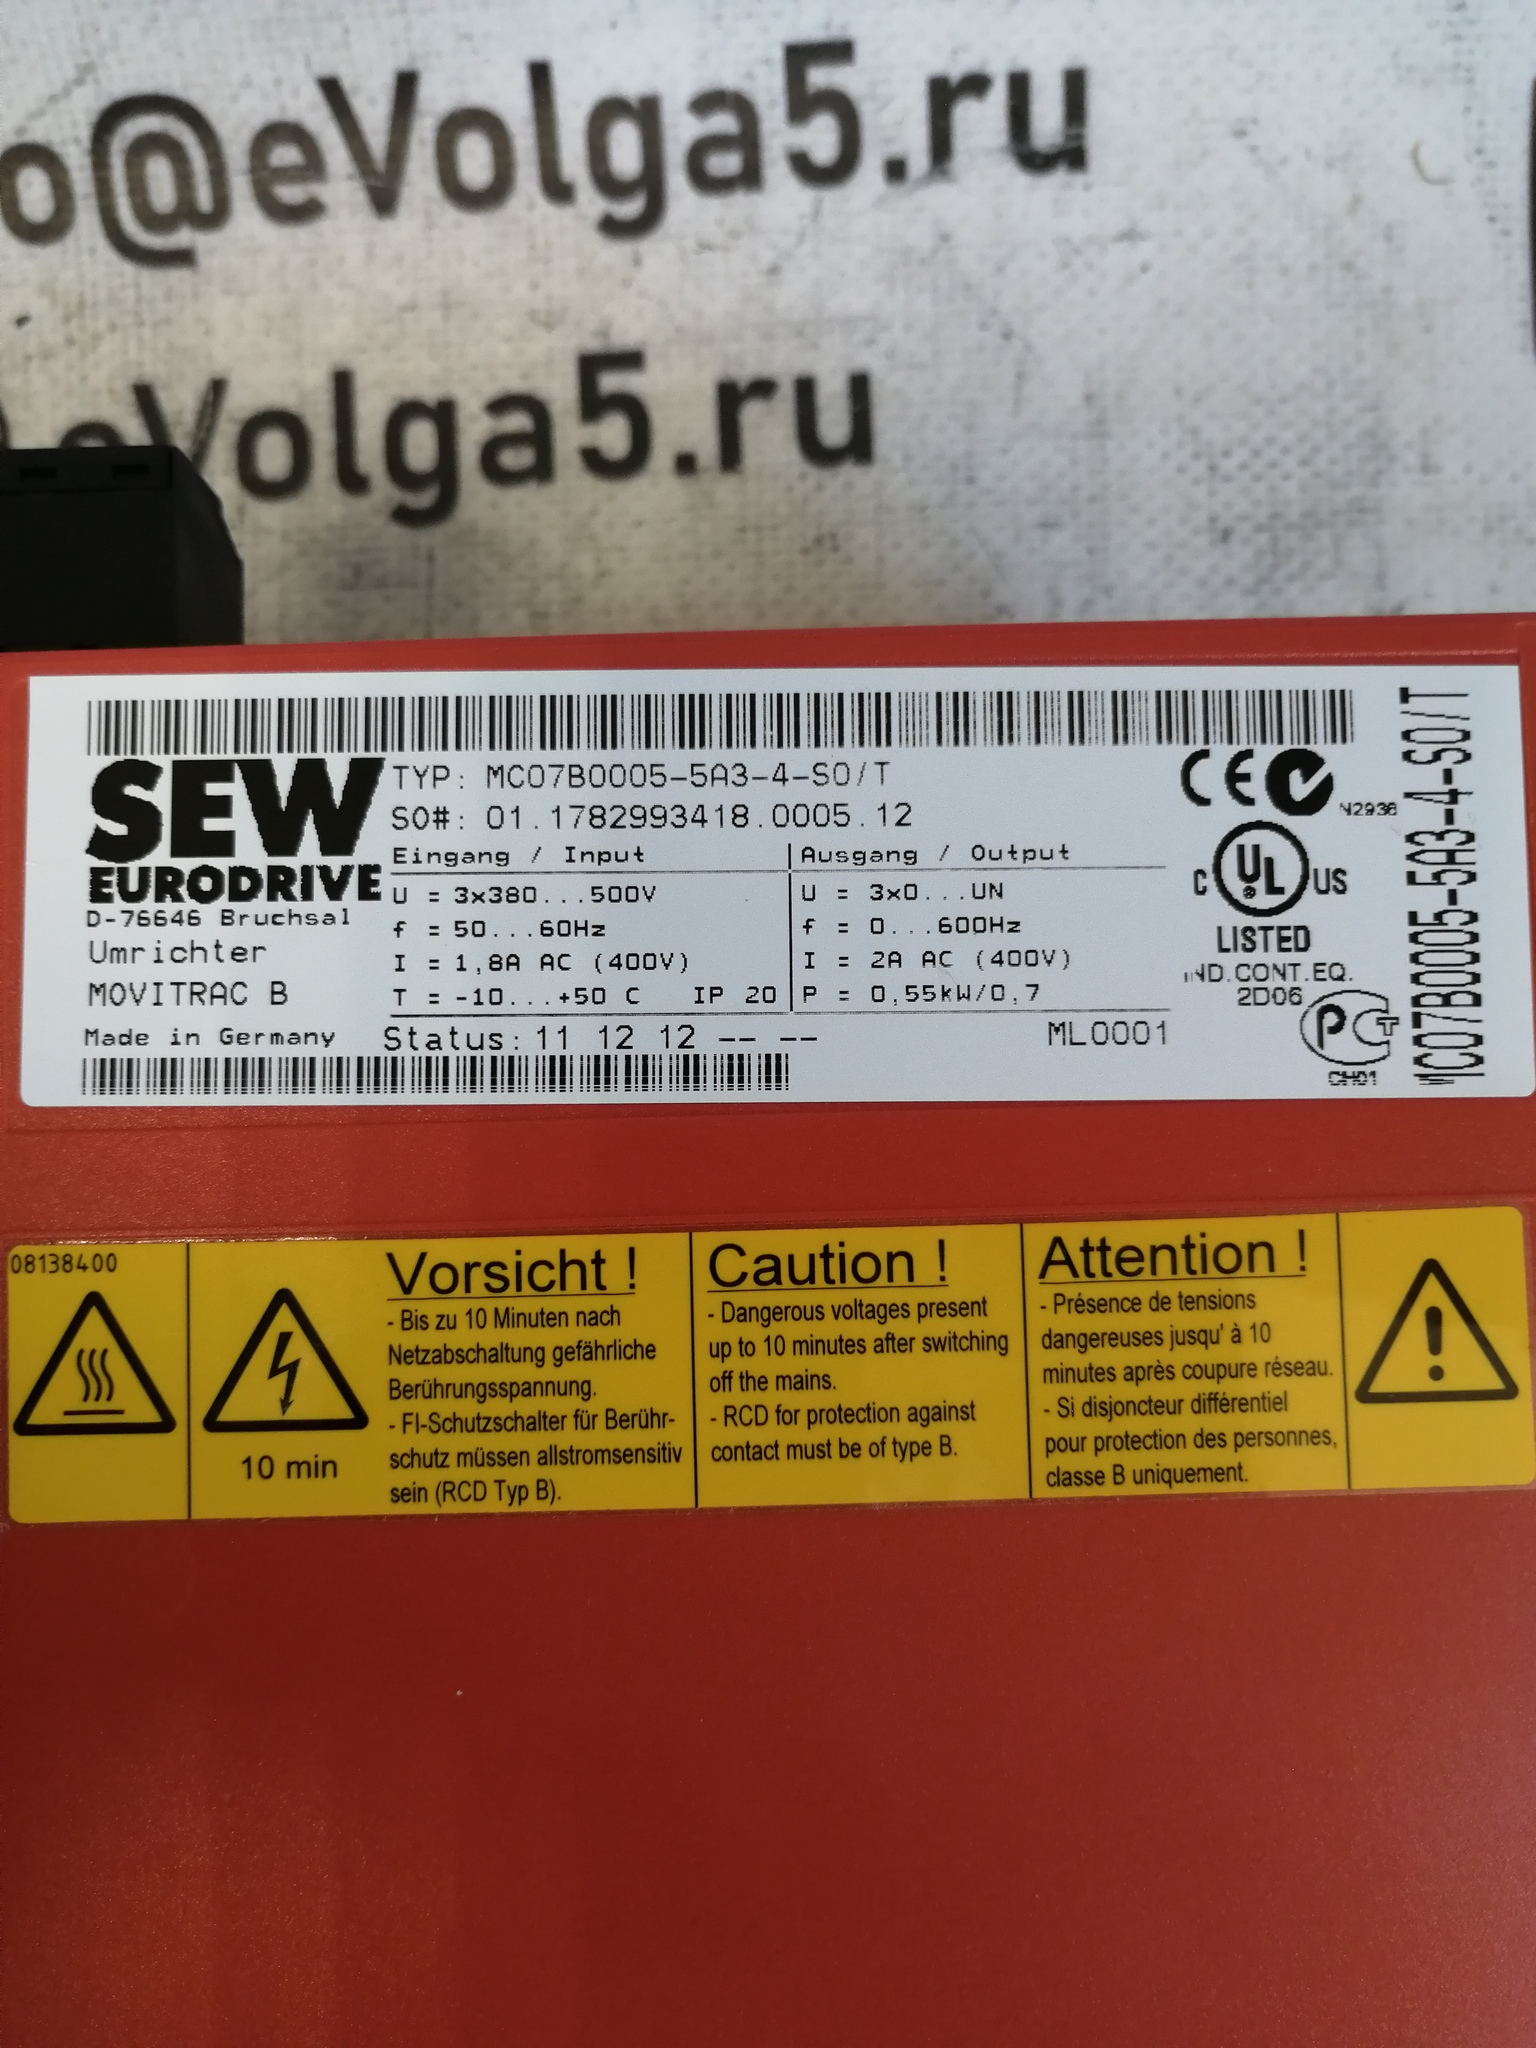 o@eVolga5.ru
eVolga5.ru
SEW
EURODRIVE
D-76646 Bruchsal
Umrichter
MOVITRAC B
Made in Germany
TYP: MC07B0005-5A3-4-S0/T
S0#: 01.1782993418.0005.12
Eingang / Input
U = 3x380...500V
f = 50...60Hz
I = 1,8A AC (400V)
T = -10...+50 C IP 20
Ausgang / Output
U = 3x0...UN
f = 0...600Hz
I = 2A AC (400V)
P = 0,55kW/0,7
Status: 11 12 12 -- --
ML0001
CE
N2936
C UL US
LISTED
IND.CONT.EQ.
2D06
PCT
CH01
MC07B0005-5A3-4-S0/T
08138400
10 min
Vorsicht !
- Bis zu 10 Minuten nach
Netzabschaltung gefährliche
Berührungsspannung.
- FI-Schutzschalter für Berühr-
schutz müssen allstromsensitiv
sein (RCD Typ B).
Caution !
- Dangerous voltages present
up to 10 minutes after switching
off the mains.
- RCD for protection against
contact must be of type B.
Attention !
- Présence de tensions
dangereuses jusqu' à 10
minutes après coupure réseau.
- Si disjoncteur différentiel
pour protection des personnes,
classe B uniquement.